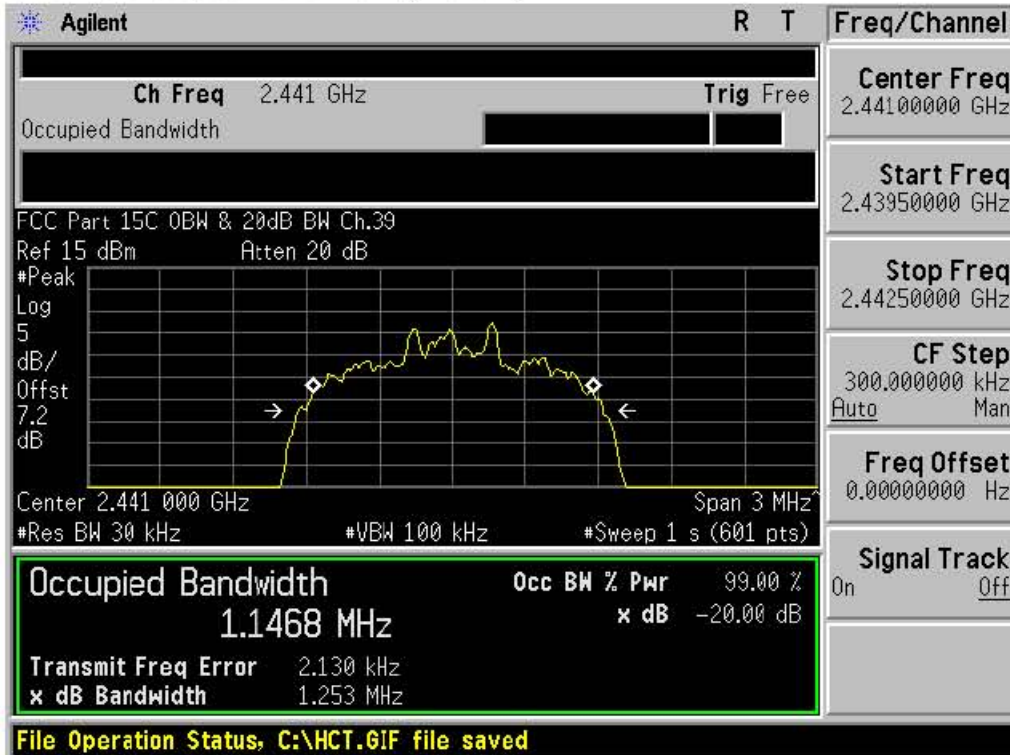 Agilent R T
Ch Freq 2.441 GHz Trig Free
Occupied Bandwidth
FCC Part 15C OBW & 20dB BW Ch.39
Ref 15 dBm Atten 20 dB
#Peak
Log
5
dB/
Offst
7.2
dB
Center 2.441 000 GHz Span 3 MHz^
#Res BW 30 kHz #VBW 100 kHz #Sweep 1 s (601 pts)
Occupied Bandwidth Occ BW % Pwr 99.00 %
1.1468 MHz x dB -20.00 dB
Transmit Freq Error 2.130 kHz
x dB Bandwidth 1.253 MHz
File Operation Status, C:\HCT.GIF file saved
Freq/Channel
Center Freq
2.44100000 GHz
Start Freq
2.43950000 GHz
Stop Freq
2.44250000 GHz
CF Step
300.000000 kHz
Auto Man
Freq Offset
0.00000000 Hz
Signal Track
On Off